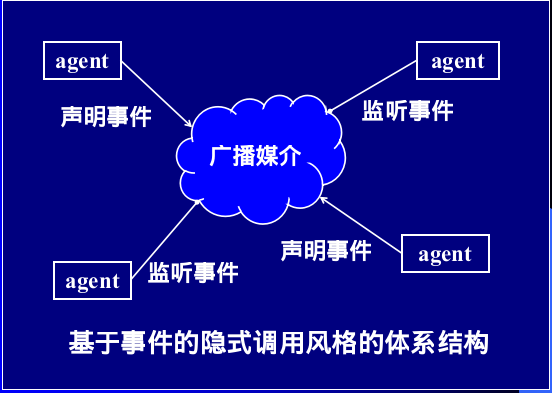 agent
agent
声明事件
监听事件
广播媒介
声明事件
agent
agent
监听事件
基于事件的隐式调用风格的体系结构